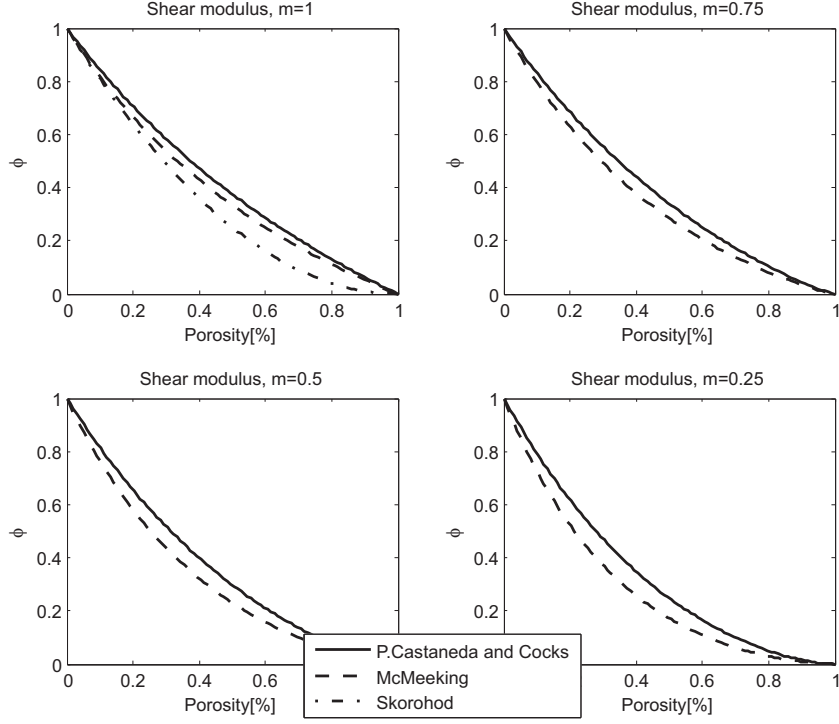 Shear modulus, m=1
1
0.8
0.6
ϕ
0.4
0.2
0
0 0.2 0.4 0.6 0.8 1
Porosity[%]
Shear modulus, m=0.75
1
0.8
0.6
ϕ
0.4
0.2
0
0 0.2 0.4 0.6 0.8 1
Porosity[%]
Shear modulus, m=0.5
1
0.8
0.6
ϕ
0.4
0.2
0
0 0.2 0.4 0.6
Porosity[%]
Shear modulus, m=0.25
1
0.8
0.6
ϕ
0.4
0.2
0.6 0.8 1
Porosity[%]
P.Castaneda and Cocks
McMeeking
Skorohod